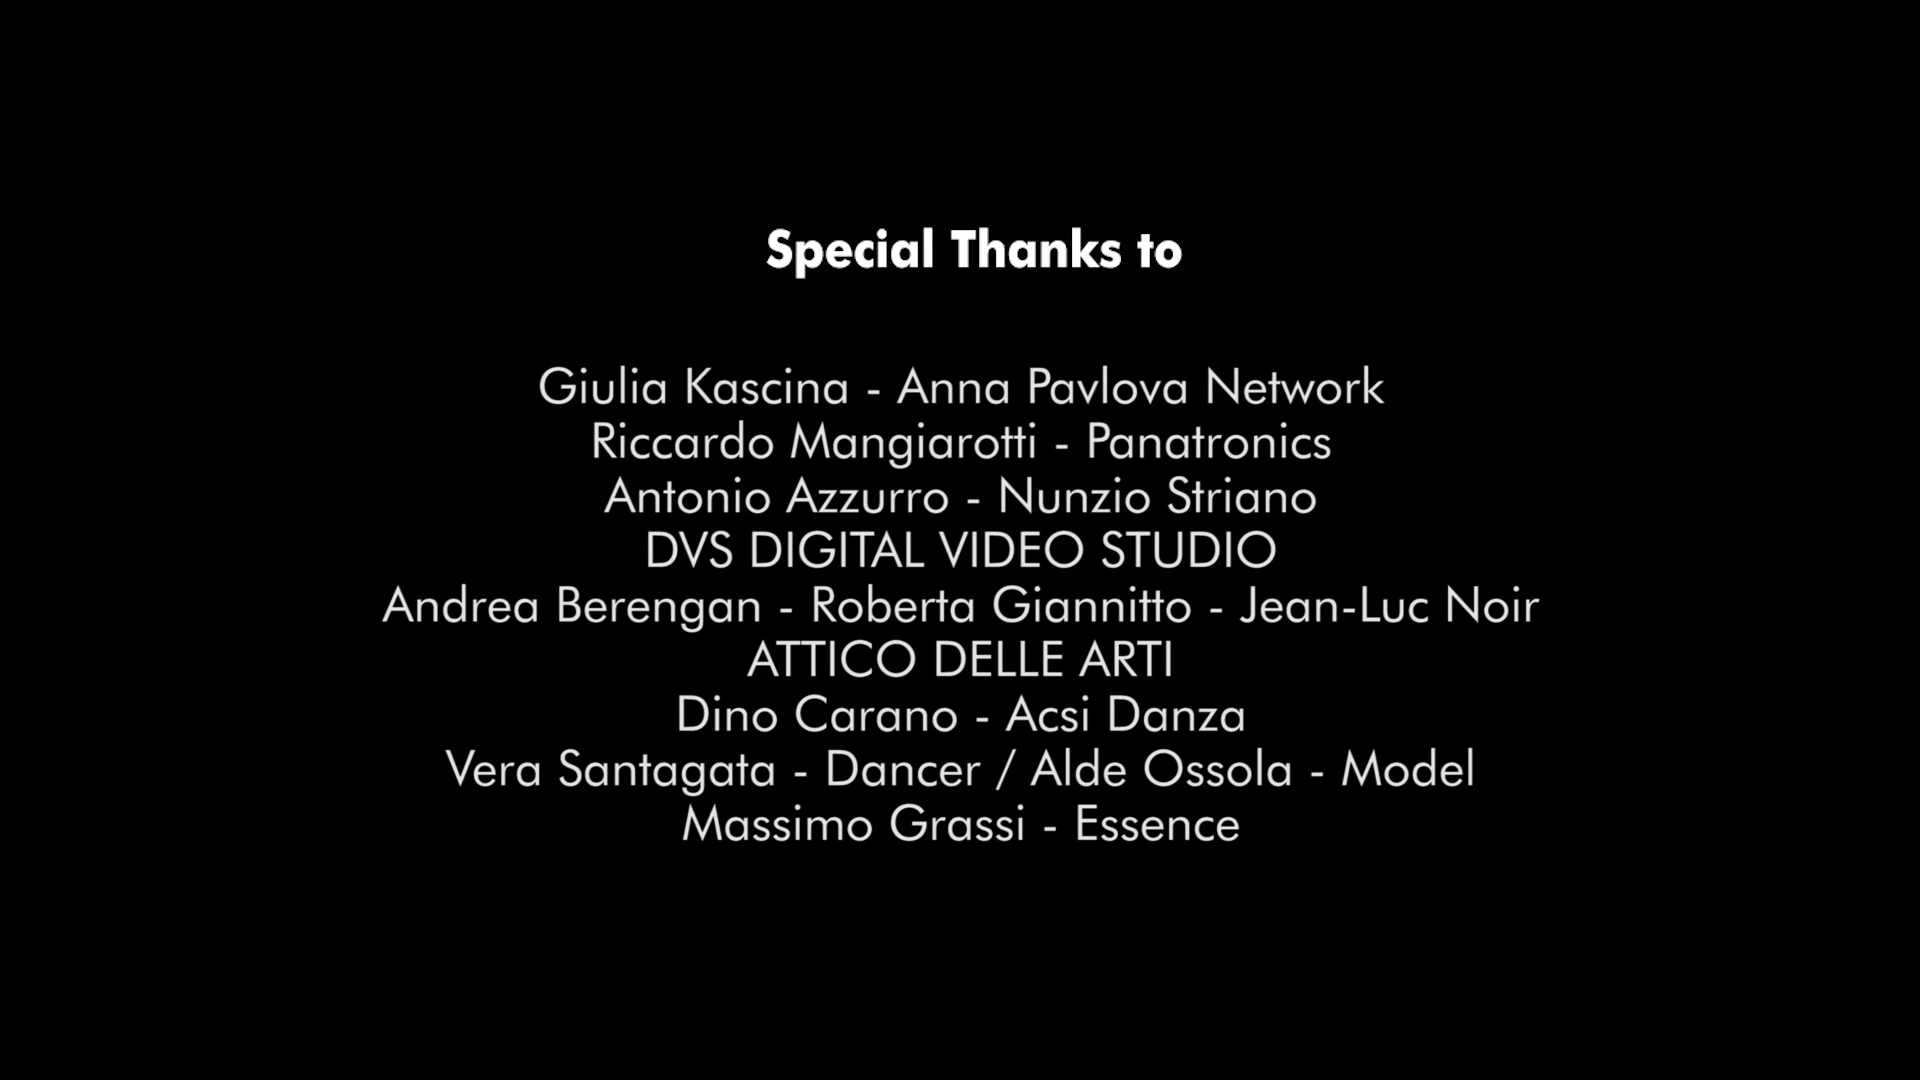 Special Thanks to
Giulia Kascina - Anna Pavlova Network
Riccardo Mangiarotti - Panatronics
Antonio Azzurro - Nunzio Striano
DVS DIGITAL VIDEO STUDIO
Andrea Berengan - Roberta Giannitto - Jean-Luc Noir
ATTICO DELLE ARTI
Dino Carano - Acsi Danza
Vera Santagata - Dancer / Alde Ossola - Model
Massimo Grassi - Essence